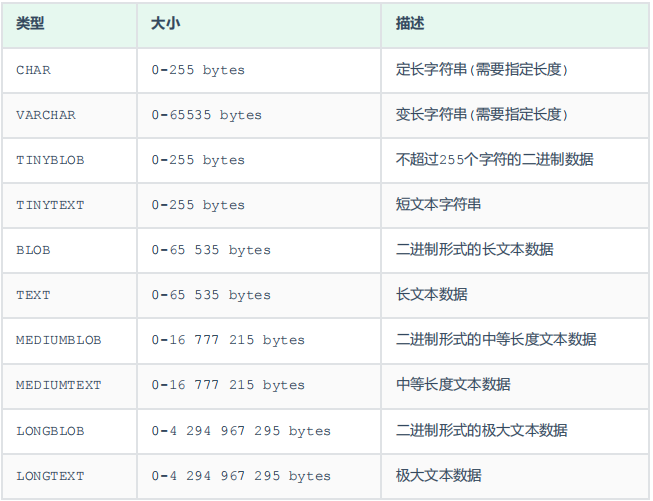 类型 大小 描述
CHAR 0-255 bytes 定长字符串(需要指定长度)
VARCHAR 0-65535 bytes 变长字符串(需要指定长度)
TINYBLOB 0-255 bytes 不超过255个字符的二进制数据
TINYTEXT 0-255 bytes 短文本字符串
BLOB 0-65 535 bytes 二进制形式的长文本数据
TEXT 0-65 535 bytes 长文本数据
MEDIUMBLOB 0-16 777 215 bytes 二进制形式的中等长度文本数据
MEDIUMTEXT 0-16 777 215 bytes 中等长度文本数据
LONGBLOB 0-4 294 967 295 bytes 二进制形式的极大文本数据
LONGTEXT 0-4 294 967 295 bytes 极大文本数据